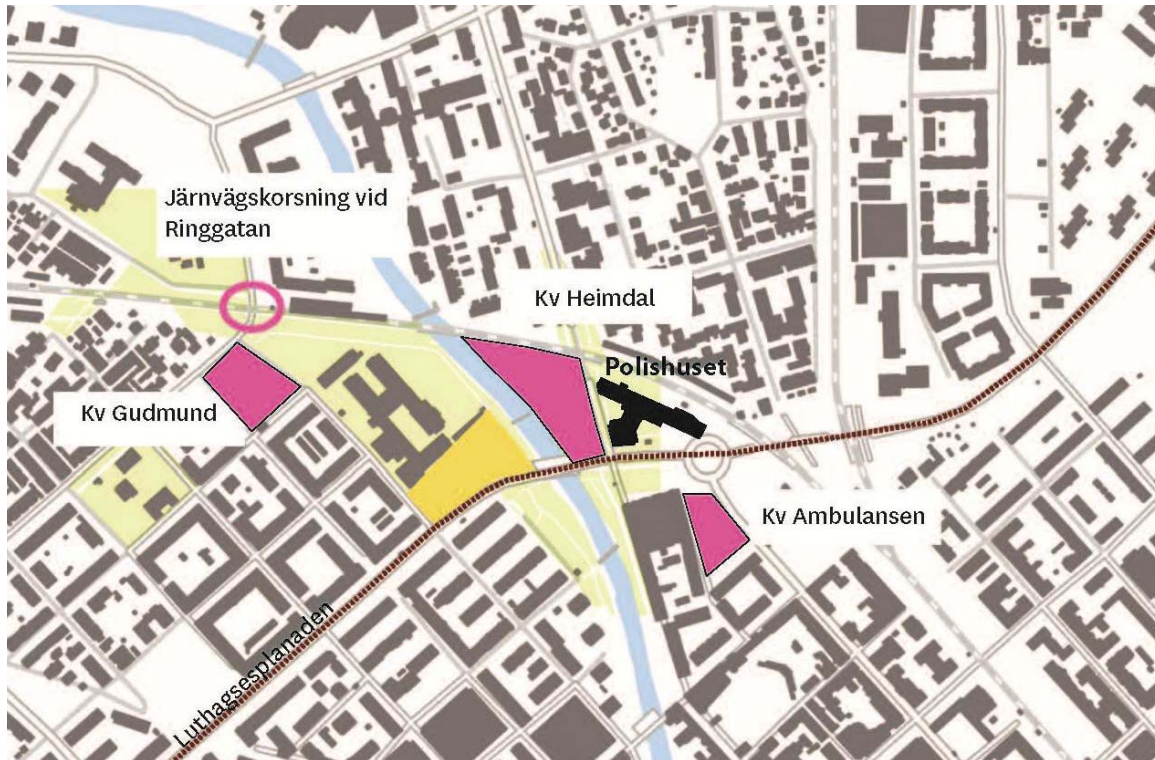 Järnvägskorsning vid
Ringgatan
Kv Heimdal
Polishuset
Kv Gudmund
Kv Ambulansen
Luthagsesplanaden